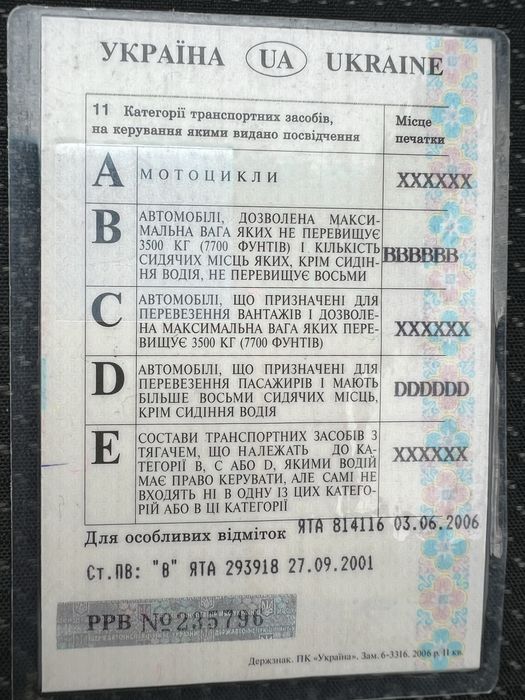 УКРАЇНА UA UKRAINE
11 Категорії транспортних засобів,
на керування якими видано посвідчення
Місце
печатки
A МОТОЦИКЛИ XXXXXX
B АВТОМОБІЛІ, ДОЗВОЛЕНА МАКСИ-
МАЛЬНА ВАГА ЯКИХ НЕ ПЕРЕВИЩУЄ
3500 КГ (7700 ФУНТІВ) І КІЛЬКІСТЬ
СИДЯЧИХ МІСЦЬ ЯКИХ, КРІМ СИДІН-
НЯ ВОДІЯ, НЕ ПЕРЕВИЩУЄ ВОСЬМИ
BBBBBB
C АВТОМОБІЛІ, ЩО ПРИЗНАЧЕНІ ДЛЯ
ПЕРЕВЕЗЕННЯ ВАНТАЖІВ І ДОЗВОЛЕ-
НА МАКСИМАЛЬНА ВАГА ЯКИХ ПЕРЕ-
ВИЩУЄ 3500 КГ (7700 ФУНТІВ)
XXXXXX
D АВТОМОБІЛІ, ЩО ПРИЗНАЧЕНІ ДЛЯ
ПЕРЕВЕЗЕННЯ ПАСАЖИРІВ І МАЮТЬ
БІЛЬШЕ ВОСЬМИ СИДЯЧИХ МІСЦЬ,
КРІМ СИДІННЯ ВОДІЯ
DDDDDD
E СОСТАВИ ТРАНСПОРТНИХ ЗАСОБІВ З
ТЯГАЧЕМ, ЩО НАЛЕЖАТЬ ДО КА-
ТЕГОРІЇ B, C АБО D, ЯКИМИ ВОДІЙ
МАЄ ПРАВО КЕРУВАТИ, АЛЕ САМІ НЕ
ВХОДЯТЬ НІ В ОДНУ ІЗ ЦИХ КАТЕГО-
РІЙ АБО В ЦІ КАТЕГОРІЇ
XXXXXX
Для особливих відміток ЯТА 814116 03.06.2006
Ст.ПВ: "В" ЯТА 293918 27.09.2001
РРВ №235796
Держзнак. ПК «Україна». Зам. 6-3316. 2006 р. II кв.